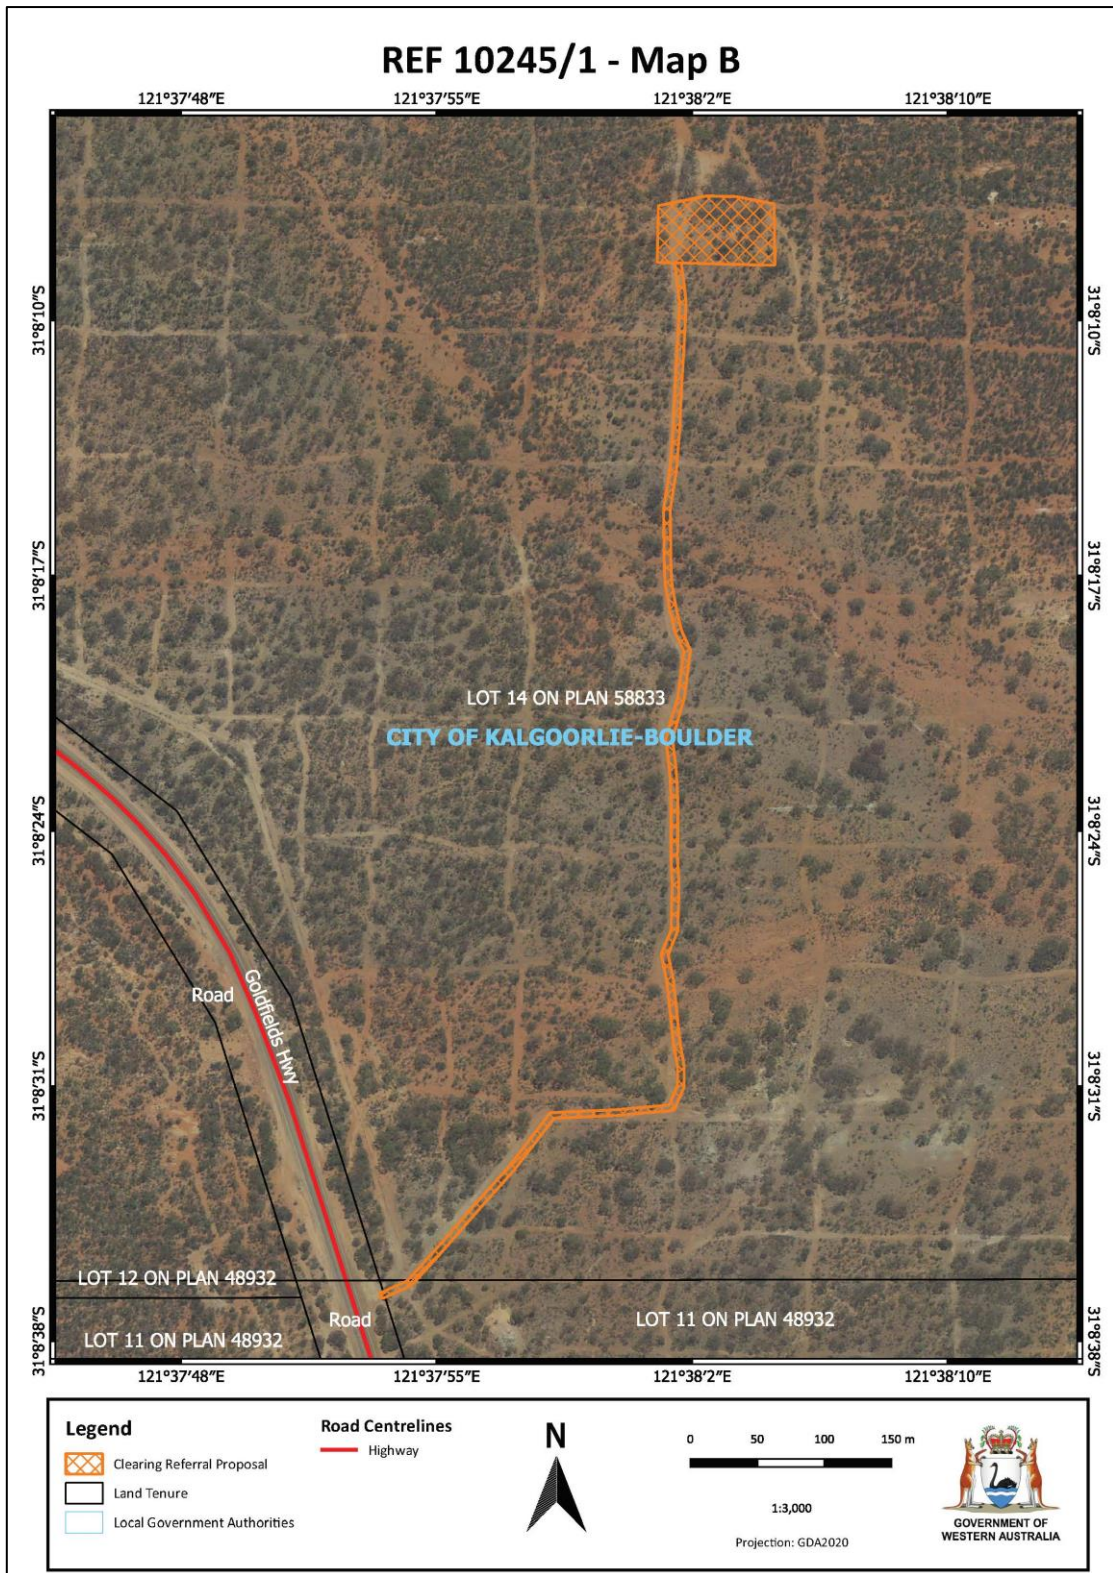 REF 10245/1 - Map B
121°37'48"E 121°37'55"E 121°38'2"E 121°38'10"E
31°8'10"S 31°8'10"S
31°8'17"S 31°8'17"S
LOT 14 ON PLAN 58833
CITY OF KALGOORLIE-BOULDER
31°8'24"S 31°8'24"S
Road
Goldfields Hwy
31°8'31"S 31°8'31"S
LOT 12 ON PLAN 48932
Road
LOT 11 ON PLAN 48932
LOT 11 ON PLAN 48932
31°8'38"S 31°8'38"S
121°37'48"E 121°37'55"E 121°38'2"E 121°38'10"E
Legend
Clearing Referral Proposal
Land Tenure
Local Government Authorities
Road Centrelines
Highway
N
0 50 100 150 m
1:3,000
Projection: GDA2020
GOVERNMENT OF
WESTERN AUSTRALIA